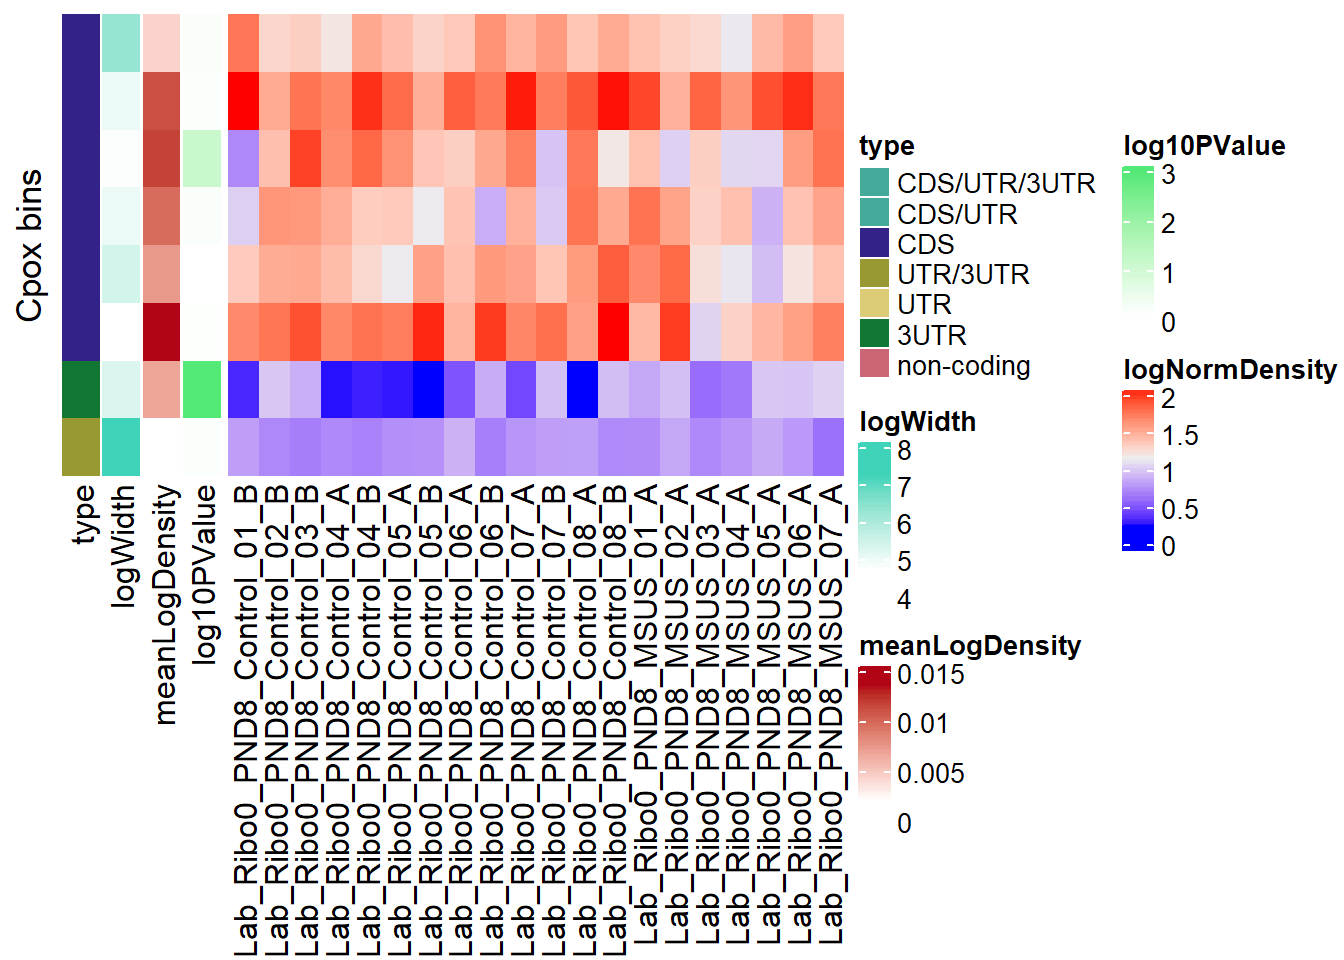 Cpox bins
type
logWidth
meanLogDensity
log10PValue
Lab_Ribo0_PND8_Control_01_B
Lab_Ribo0_PND8_Control_02_B
Lab_Ribo0_PND8_Control_03_B
Lab_Ribo0_PND8_Control_04_A
Lab_Ribo0_PND8_Control_04_B
Lab_Ribo0_PND8_Control_05_A
Lab_Ribo0_PND8_Control_05_B
Lab_Ribo0_PND8_Control_06_A
Lab_Ribo0_PND8_Control_06_B
Lab_Ribo0_PND8_Control_07_A
Lab_Ribo0_PND8_Control_07_B
Lab_Ribo0_PND8_Control_08_A
Lab_Ribo0_PND8_Control_08_B
Lab_Ribo0_PND8_MSUS_01_A
Lab_Ribo0_PND8_MSUS_02_A
Lab_Ribo0_PND8_MSUS_03_A
Lab_Ribo0_PND8_MSUS_04_A
Lab_Ribo0_PND8_MSUS_05_A
Lab_Ribo0_PND8_MSUS_06_A
Lab_Ribo0_PND8_MSUS_07_A
type
CDS/UTR/3UTR
CDS/UTR
CDS
UTR/3UTR
UTR
3UTR
non-coding
logWidth
8
7
6
5
4
meanLogDensity
0.015
0.01
0.005
0
log10PValue
3
2
1
0
logNormDensity
2
1.5
1
0.5
0